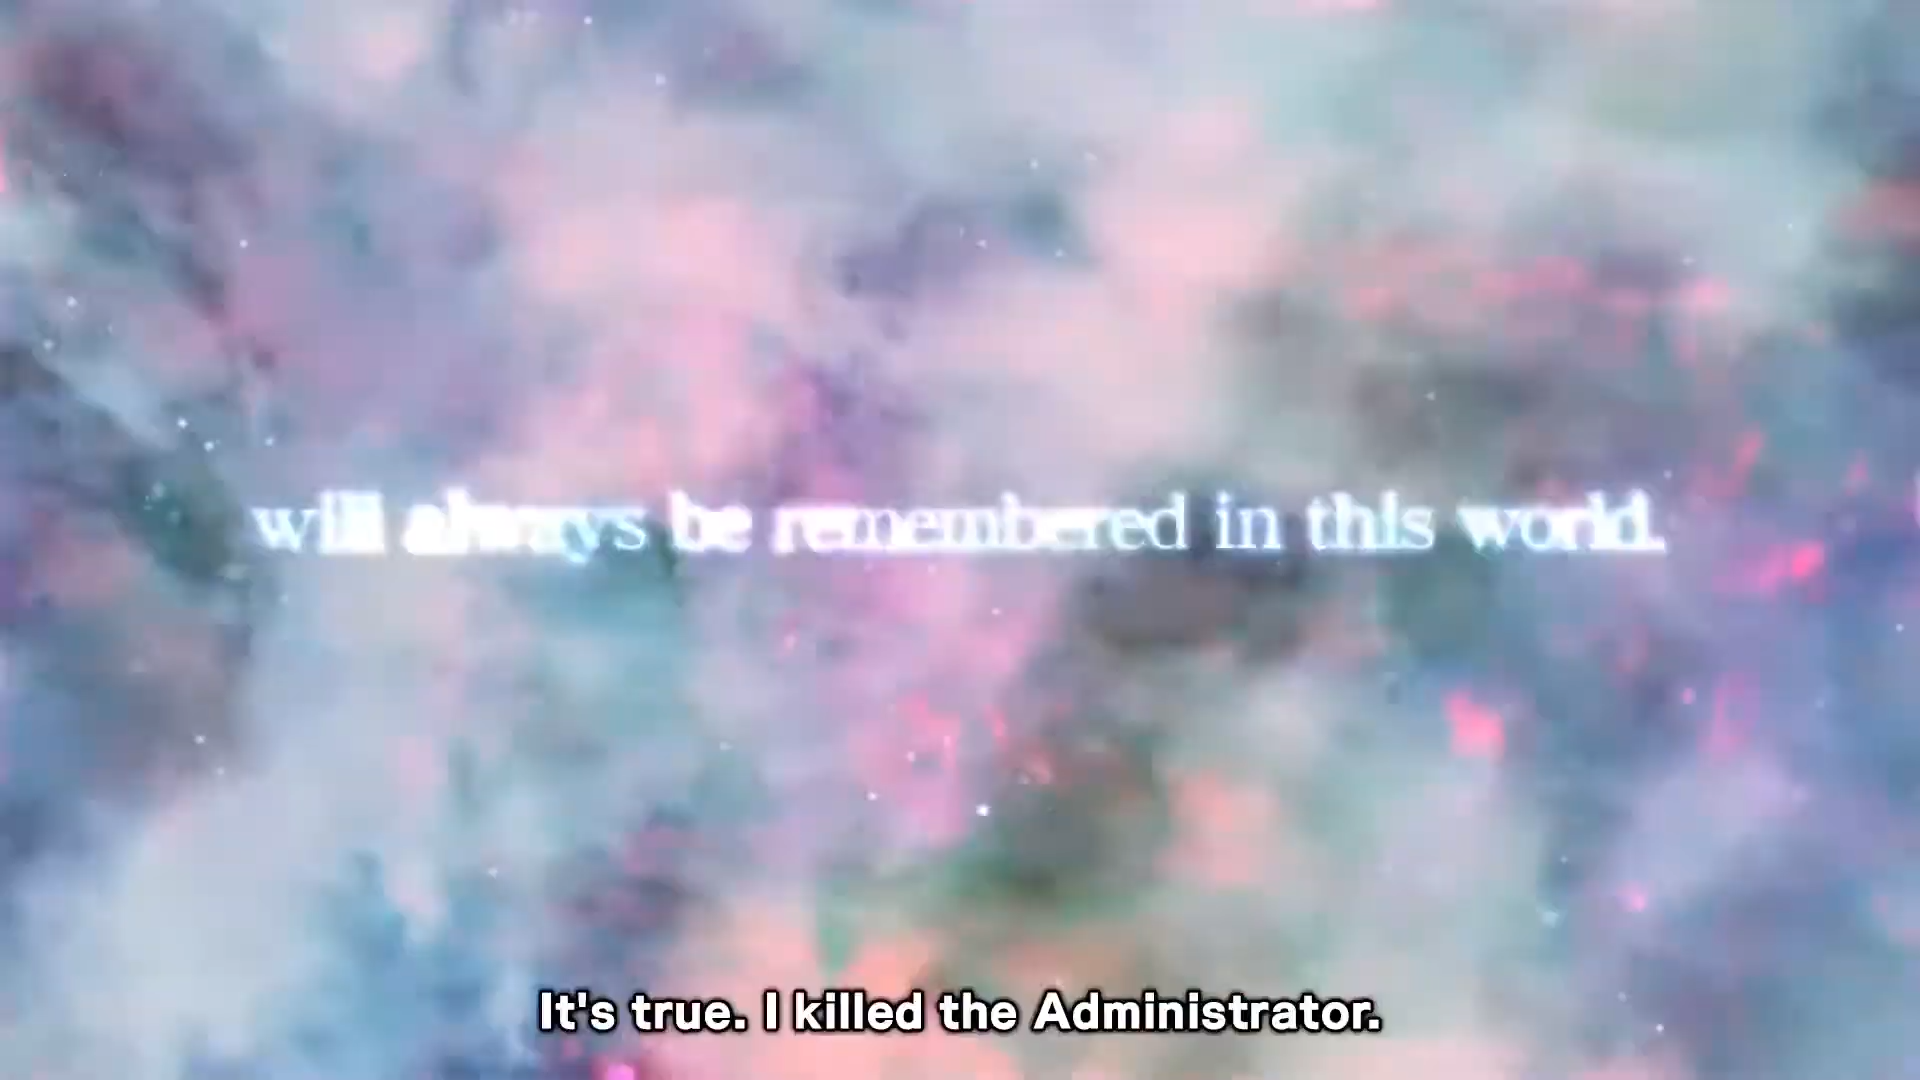 will always be remembered in this world.
It's true. I killed the Administrator.